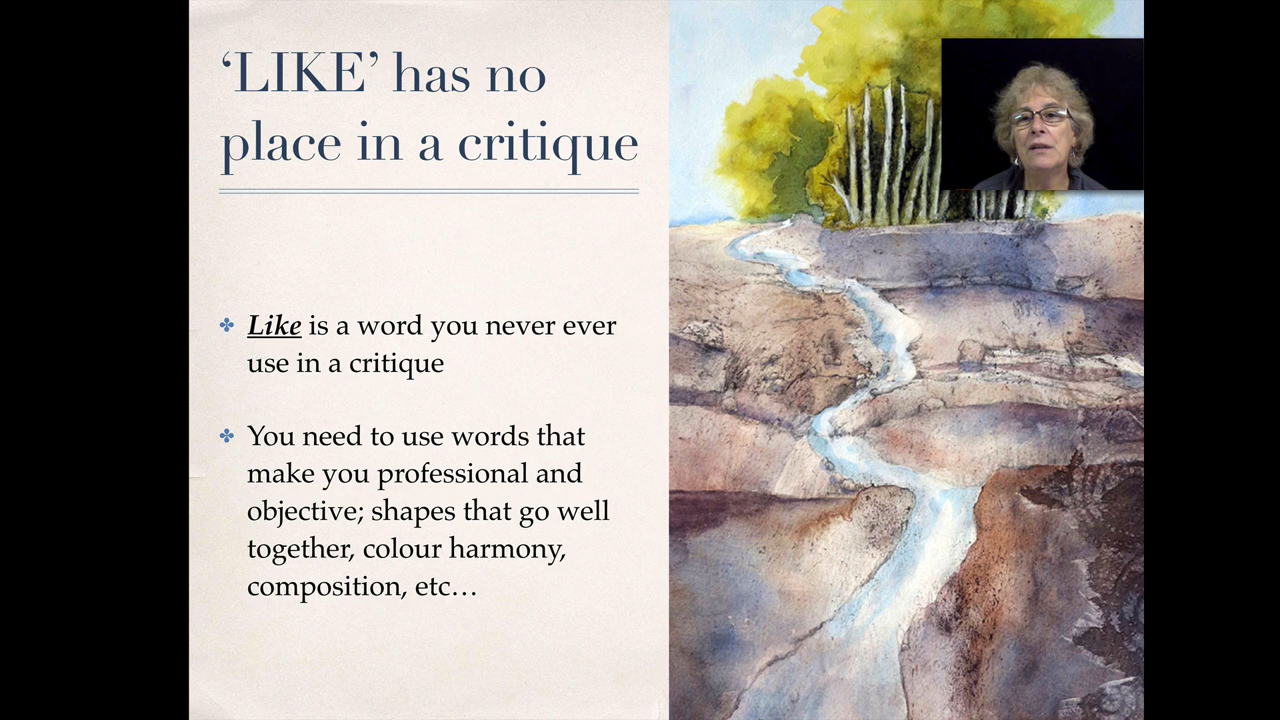 ‘LIKE’ has no
place in a critique
Like is a word you never ever
use in a critique
You need to use words that
make you professional and
objective; shapes that go well
together, colour harmony,
composition, etc…